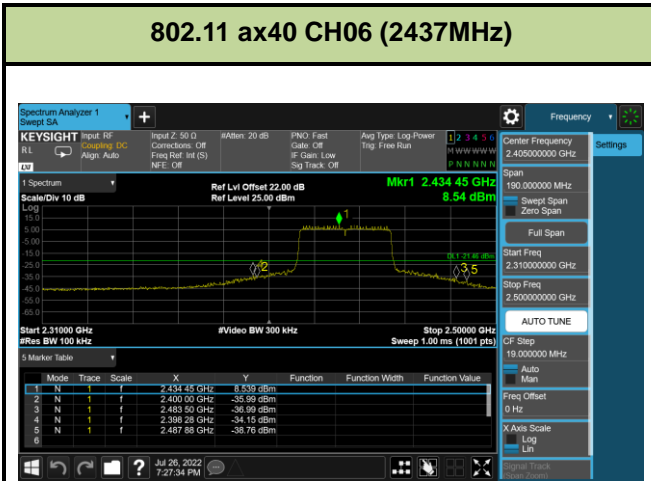 802.11 ax40 CH06 (2437MHz)
Spectrum Analyzer 1
Swept SA
+
Frequency
KEYSIGHT
RL
LXI
Input: RF
Coupling: DC
Align: Auto
Input Z: 50 Ω
Corrections: Off
Freq Ref: Int (S)
NFE: Off
#Atten: 20 dB
PNO: Fast
Gate: Off
IF Gain: Low
Sig Track: Off
Avg Type: Log-Power
Trig: Free Run
1 2 3 4 5 6
M W W W W W
P N N N N N
Center Frequency
2.405000000 GHz
Settings
Span
190.000000 MHz
Swept Span
Zero Span
Full Span
Start Freq
2.310000000 GHz
Stop Freq
2.500000000 GHz
AUTO TUNE
CF Step
19.000000 MHz
Auto
Man
Freq Offset
0 Hz
X Axis Scale
Log
Lin
Signal Track
(Span Zoom)
1 Spectrum
Scale/Div 10 dB
Log
Ref Lvl Offset 22.00 dB
Ref Level 25.00 dBm
Mkr1 2.434 45 GHz
8.54 dBm
15.0
5.00
-5.00
-15.0
-25.0
-35.0
-45.0
-55.0
-65.0
1
DL1 -21.46 dBm
2
3
5
Start 2.31000 GHz
#Res BW 100 kHz
#Video BW 300 kHz
Stop 2.50000 GHz
Sweep 1.00 ms (1001 pts)
5 Marker Table
Mode Trace Scale X Y Function Function Width Function Value
1 N 1 f 2.434 45 GHz 8.539 dBm
2 N 1 f 2.400 00 GHz -35.99 dBm
3 N 1 f 2.483 50 GHz -36.99 dBm
4 N 1 f 2.398 28 GHz -34.15 dBm
5 N 1 f 2.487 88 GHz -38.76 dBm
6
?
Jul 26, 2022
7:27:34 PM